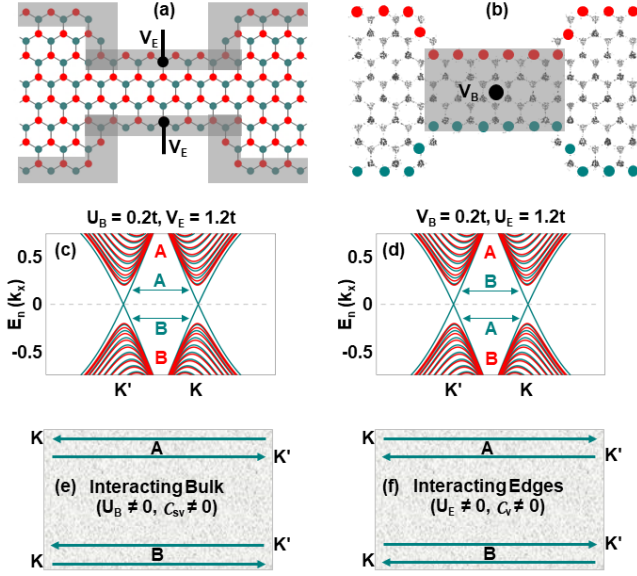 (a)
V_E
V_E
(b)
V_B
U_B = 0.2t, V_E = 1.2t
(c)
0.5
0
-0.5
E_n (k_x)
A
A
B
B
K' K
V_B = 0.2t, U_E = 1.2t
(d)
0.5
0
-0.5
E_n (k_x)
A
B
A
B
K' K
K
A
K'
(e) Interacting Bulk
(U_B ≠ 0, C_sv ≠ 0)
K'
B
K
K
A
K'
(f) Interacting Edges
(U_E ≠ 0, C_v ≠ 0)
K'
B
K